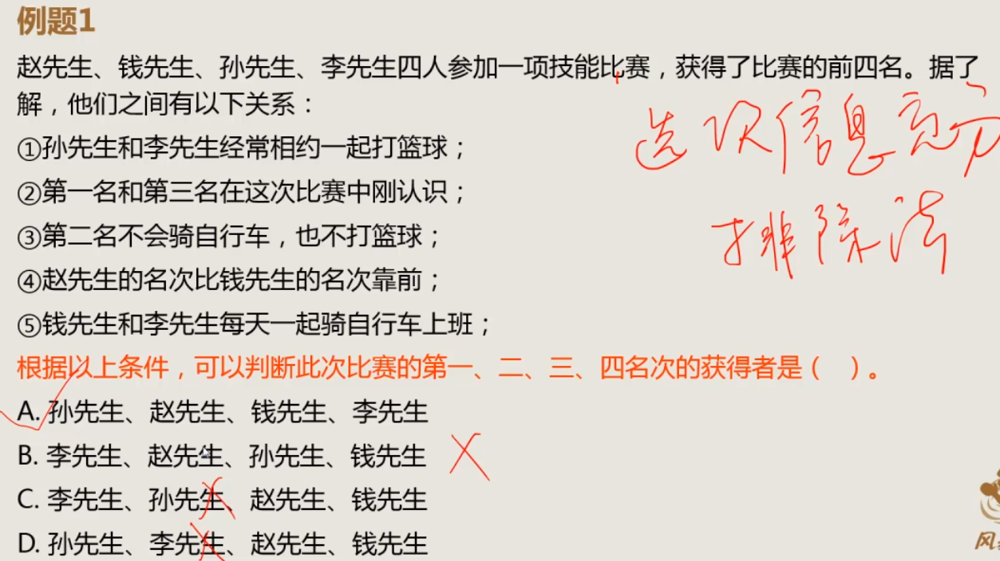 例题1
赵先生、钱先生、孙先生、李先生四人参加一项技能比赛，获得了比赛的前四名。据了
解，他们之间有以下关系：
①孙先生和李先生经常相约一起打篮球；
选项信息充分
②第一名和第三名在这次比赛中刚认识；
③第二名不会骑自行车，也不打篮球；
排除法
④赵先生的名次比钱先生的名次靠前；
⑤钱先生和李先生每天一起骑自行车上班；
根据以上条件，可以判断此次比赛的第一、二、三、四名次的获得者是（ ）。
A. 孙先生、赵先生、钱先生、李先生
B. 李先生、赵先生、孙先生、钱先生
C. 李先生、孙先生、赵先生、钱先生
D. 孙先生、李先生、赵先生、钱先生